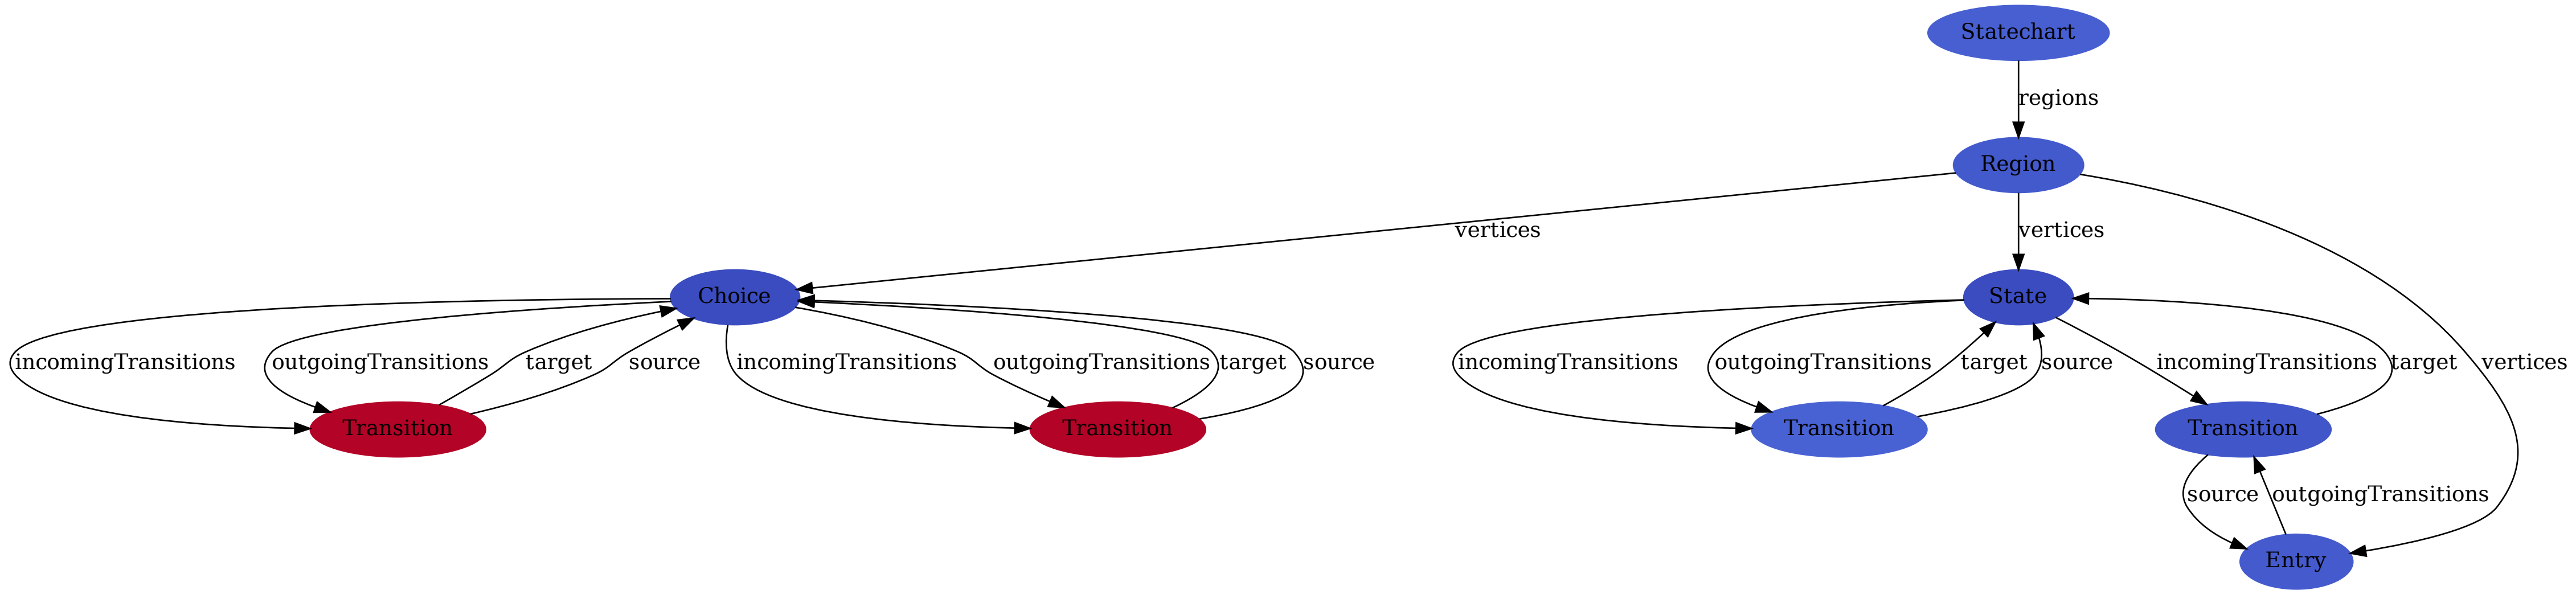 Statechart
regions
Region
vertices
vertices
Choice
State
incomingTransitions
outgoingTransitions
target
source
incomingTransitions
outgoingTransitions
target
source
incomingTransitions
outgoingTransitions
target
source
incomingTransitions
target
vertices
Transition
Transition
Transition
Transition
source
outgoingTransitions
Entry